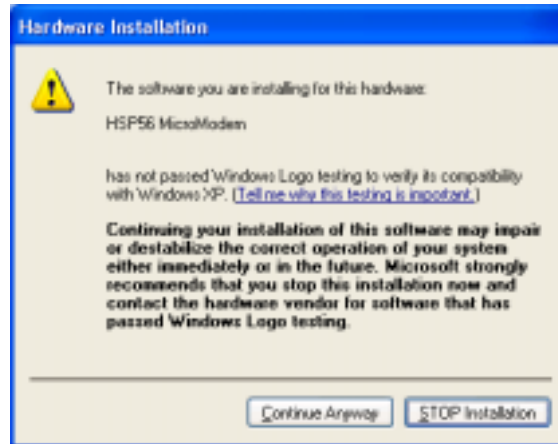 Hardware Installation
The software you are installing for this hardware:
HSP56 MicroModem
has not passed Windows Logo testing to verify its compatibility
with Windows XP. (Tell me why this testing is important.)
Continuing your installation of this software may impair
or destabilize the correct operation of your system
either immediately or in the future. Microsoft strongly
recommends that you stop this installation now and
contact the hardware vendor for software that has
passed Windows Logo testing.
Continue Anyway
STOP Installation